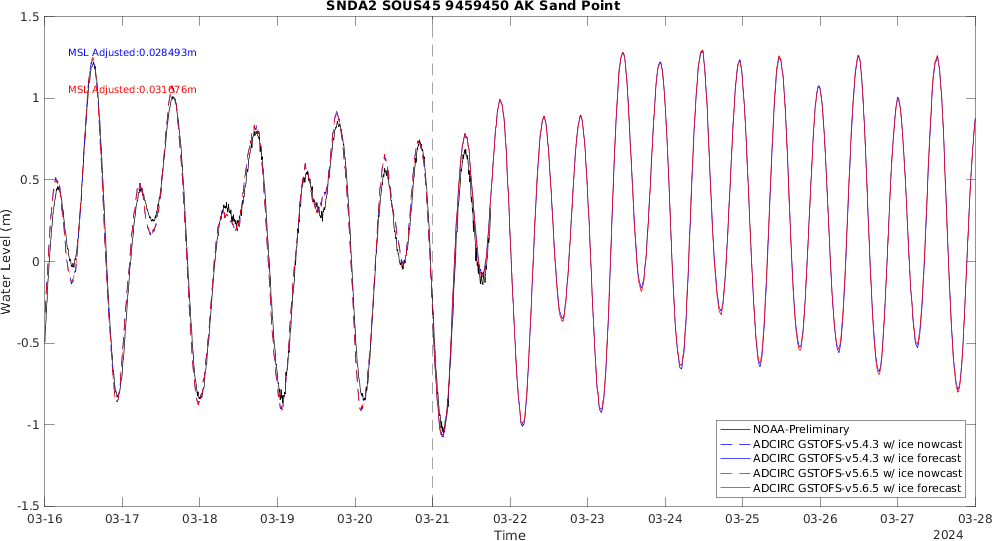 SNDA2 SOUS45 9459450 AK Sand Point
1.5
MSL Adjusted:0.028493m
MSL Adjusted:0.031676m
1
0.5
0
-0.5
-1
-1.5
Water Level (m)
NOAA-Preliminary
ADCIRC GSTOFS-v5.4.3 w/ ice nowcast
ADCIRC GSTOFS-v5.4.3 w/ ice forecast
ADCIRC GSTOFS-v5.6.5 w/ ice nowcast
ADCIRC GSTOFS-v5.6.5 w/ ice forecast
03-16 03-17 03-18 03-19 03-20 03-21 03-22 03-23 03-24 03-25 03-26 03-27 03-28
Time
2024